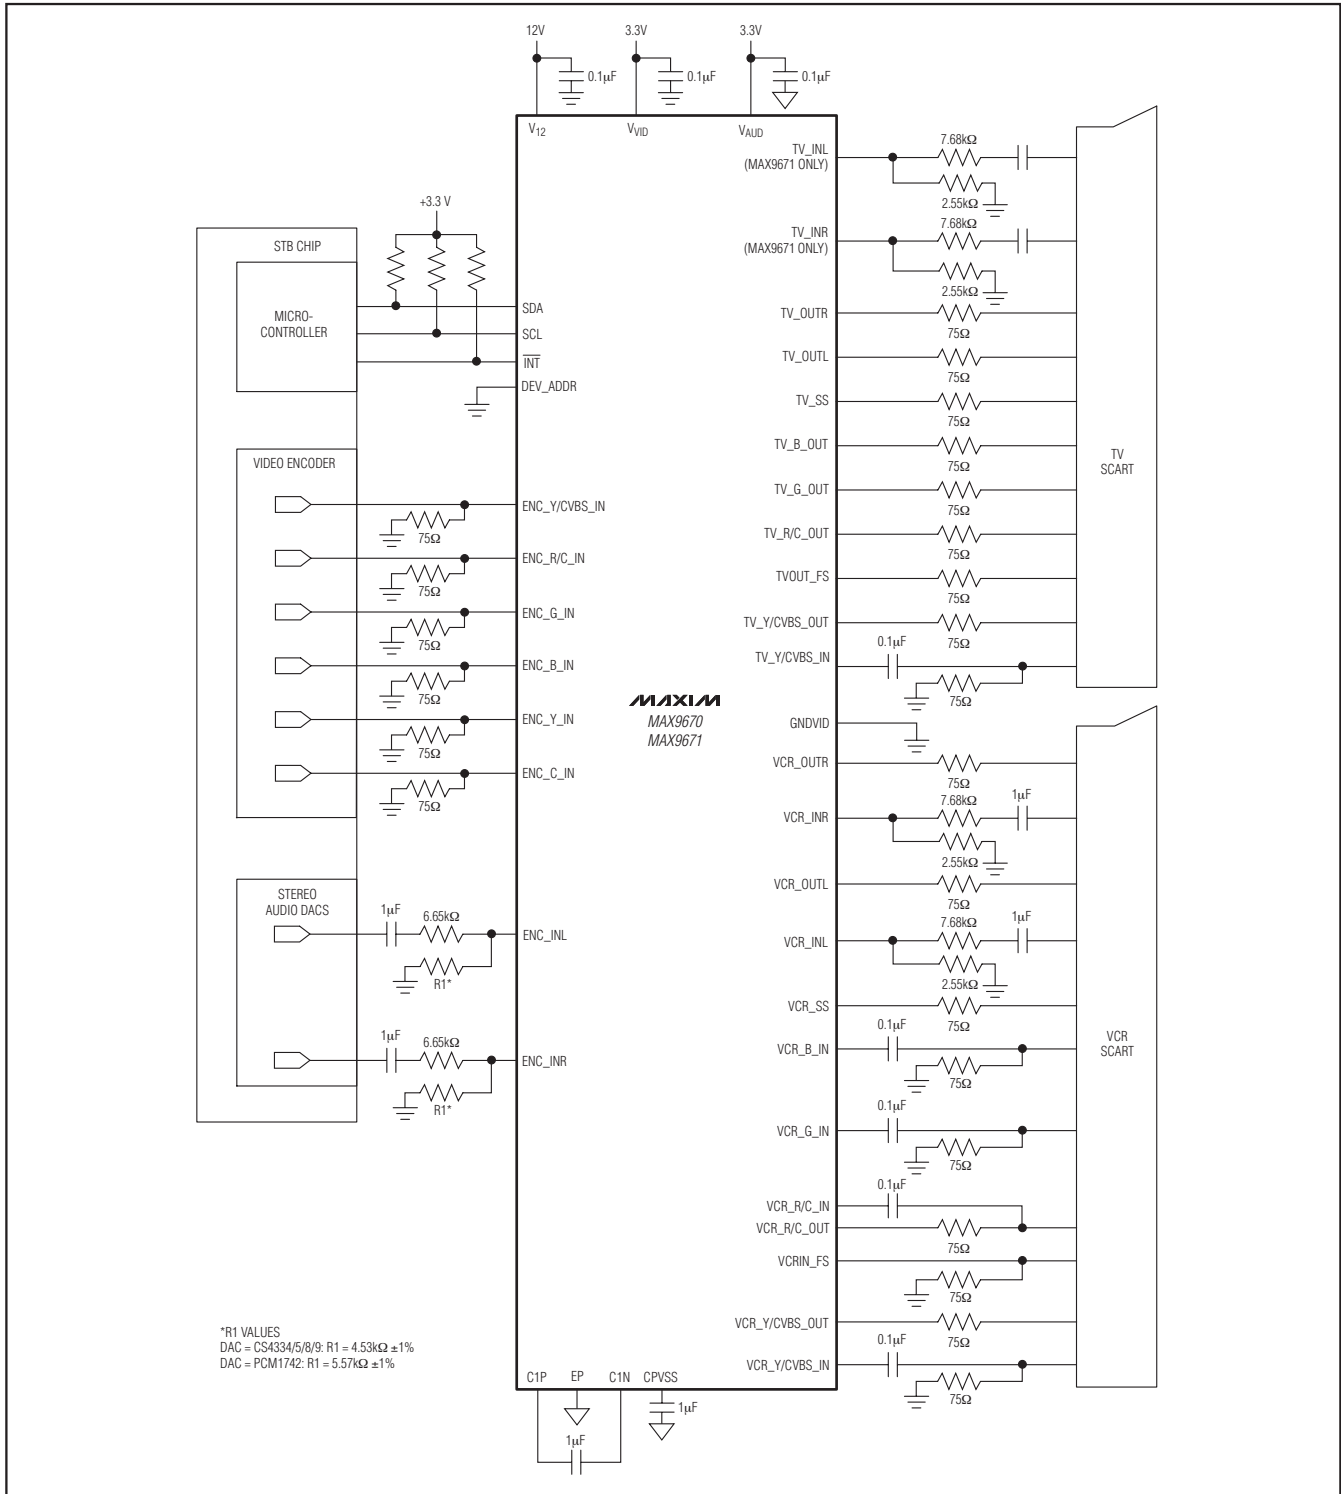 12V
3.3V
3.3V
0.1µF
0.1µF
0.1µF
V12
VVID
VAUD
STB CHIP
MICRO-
CONTROLLER
+3.3 V
SDA
SCL
INT
DEV_ADDR
VIDEO ENCODER
ENC_Y/CVBS_IN
75Ω
ENC_R/C_IN
75Ω
ENC_G_IN
75Ω
ENC_B_IN
75Ω
ENC_Y_IN
75Ω
ENC_C_IN
75Ω
STEREO
AUDIO DACS
1µF
6.65kΩ
ENC_INL
R1*
1µF
6.65kΩ
ENC_INR
R1*
MAXIM
MAX9670
MAX9671
TV_INL
(MAX9671 ONLY)
7.68kΩ
2.55kΩ
TV_INR
(MAX9671 ONLY)
7.68kΩ
2.55kΩ
TV_OUTR
75Ω
TV_OUTL
75Ω
TV_SS
75Ω
TV_B_OUT
75Ω
TV_G_OUT
75Ω
TV_R/C_OUT
75Ω
TVOUT_FS
75Ω
TV_Y/CVBS_OUT
75Ω
TV_Y/CVBS_IN
0.1µF
75Ω
TV
SCART
GNDVID
VCR_OUTR
75Ω
VCR_INR
7.68kΩ
1µF
2.55kΩ
VCR_OUTL
75Ω
VCR_INL
7.68kΩ
1µF
2.55kΩ
VCR_SS
75Ω
VCR_B_IN
0.1µF
75Ω
VCR_G_IN
0.1µF
75Ω
VCR_R/C_IN
0.1µF
VCR_R/C_OUT
75Ω
VCRIN_FS
75Ω
VCR_Y/CVBS_OUT
75Ω
VCR_Y/CVBS_IN
0.1µF
75Ω
VCR
SCART
*R1 VALUES
DAC = CS4334/5/8/9: R1 = 4.53kΩ ±1%
DAC = PCM1742: R1 = 5.57kΩ ±1%
C1P
EP
C1N
CPVSS
1µF
1µF